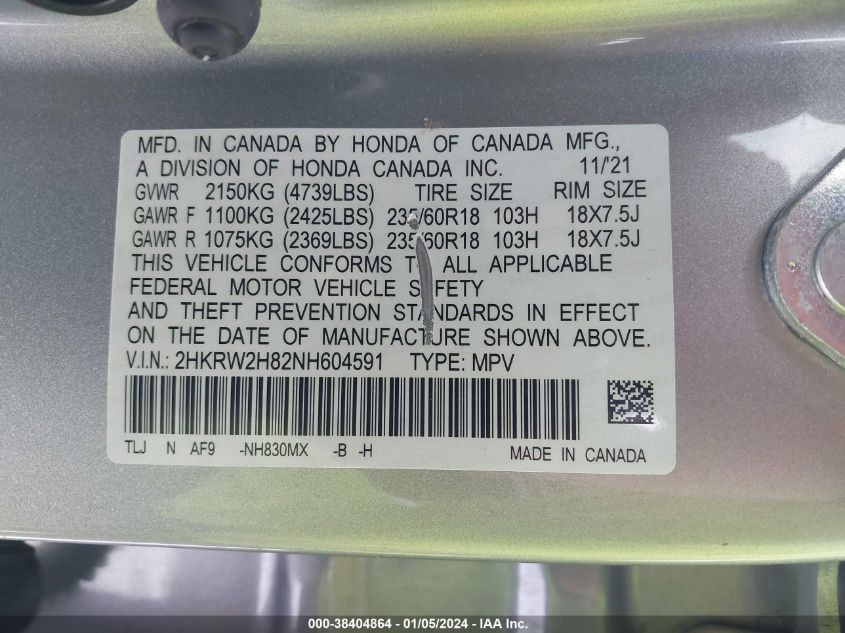 MFD. IN CANADA BY HONDA OF CANADA MFG.,
A DIVISION OF HONDA CANADA INC. 11/'21
GVWR 2150KG (4739LBS) TIRE SIZE RIM SIZE
GAWR F 1100KG (2425LBS) 235/60R18 103H 18X7.5J
GAWR R 1075KG (2369LBS) 235/60R18 103H 18X7.5J
THIS VEHICLE CONFORMS TO ALL APPLICABLE
FEDERAL MOTOR VEHICLE SAFETY
AND THEFT PREVENTION STANDARDS IN EFFECT
ON THE DATE OF MANUFACTURE SHOWN ABOVE.
V.I.N.: 2HKRW2H82NH604591 TYPE: MPV
TLJ N AF9 -NH830MX -B -H MADE IN CANADA
000-38404864 - 01/05/2024 - IAA Inc.